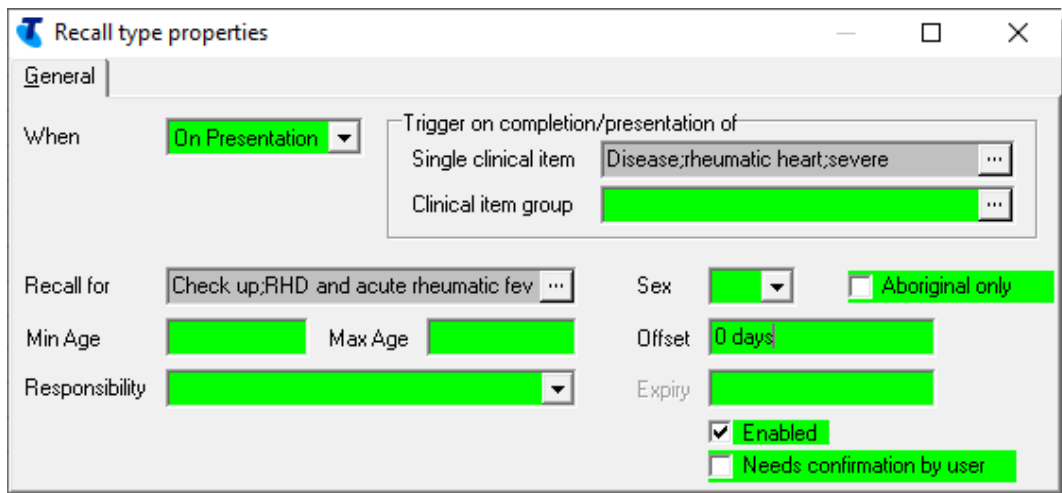 Recall type properties
General
When
On Presentation
Trigger on completion/presentation of
Single clinical item
Disease;rheumatic heart;severe
...
Clinical item group
...
Recall for
Check up;RHD and acute rheumatic fev
...
Sex
Aboriginal only
Min Age
Max Age
Offset
0 days
Responsibility
Expiry
Enabled
Needs confirmation by user